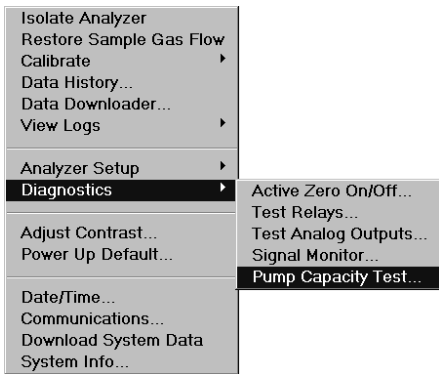 Isolate Analyzer
Restore Sample Gas Flow
Calibrate
Data History...
Data Downloader...
View Logs
Analyzer Setup
Diagnostics
Active Zero On/Off...
Test Relays...
Test Analog Outputs...
Signal Monitor...
Pump Capacity Test...
Adjust Contrast...
Power Up Default...
Date/Time...
Communications...
Download System Data
System Info...